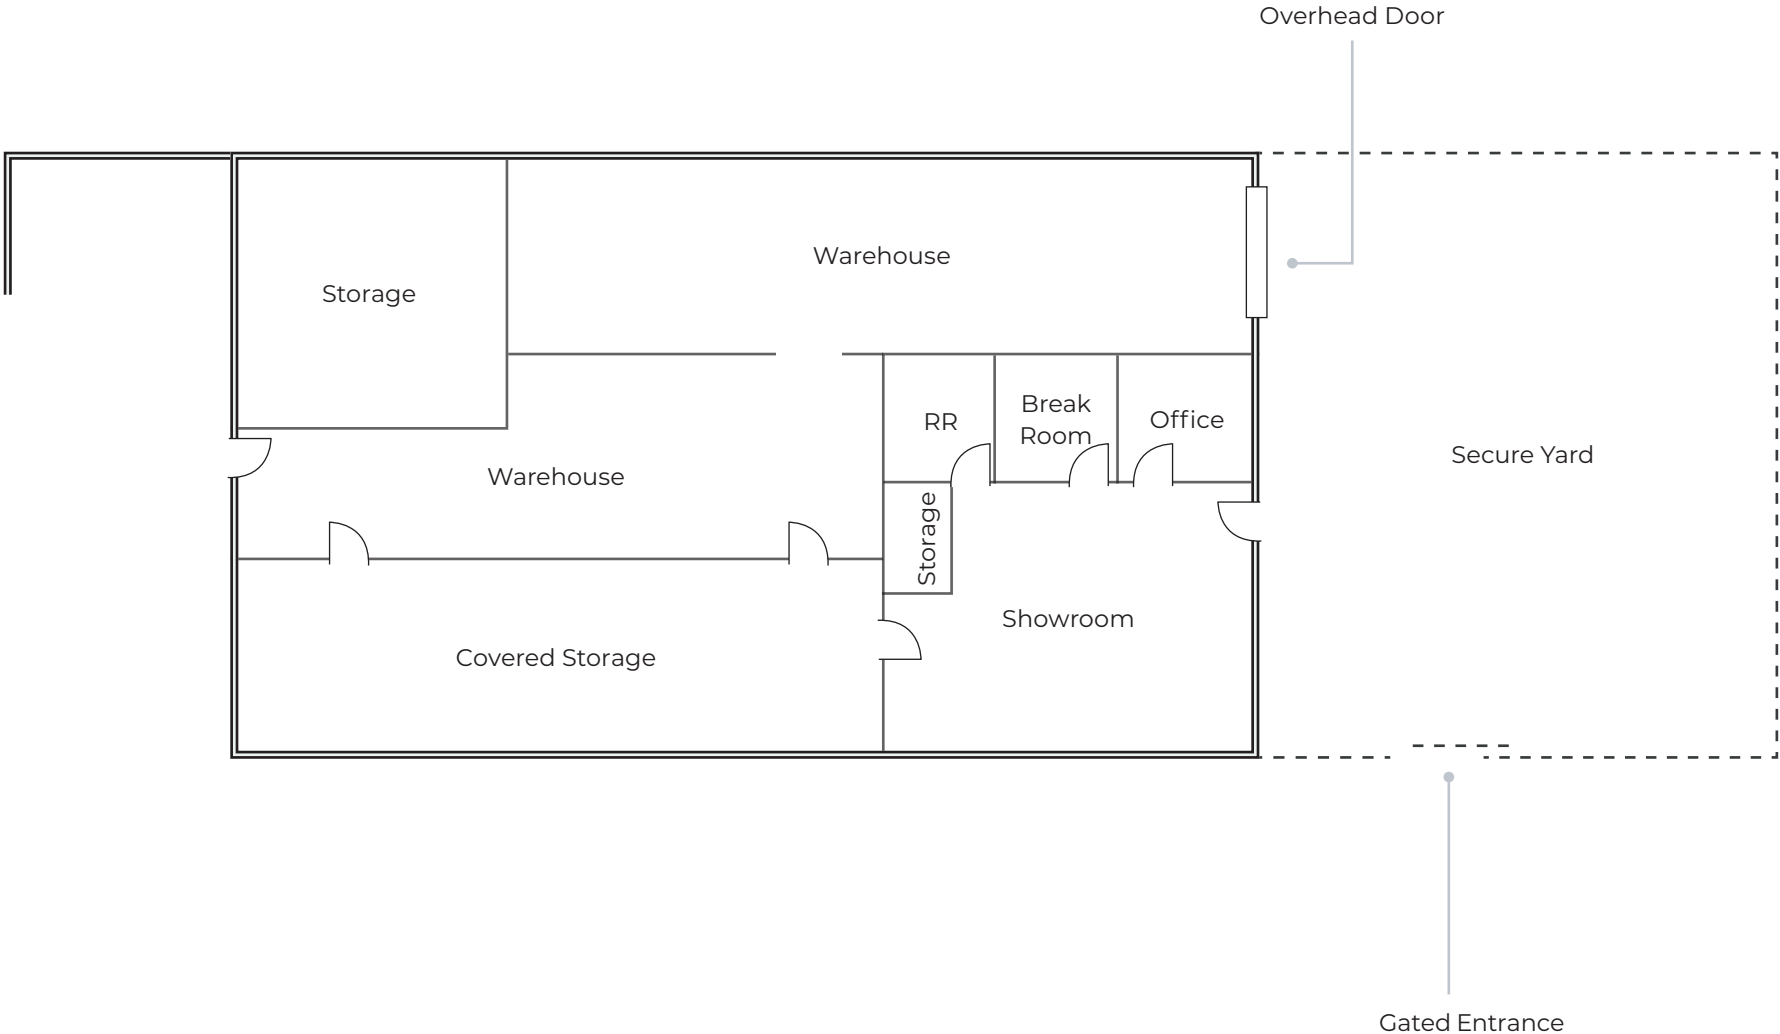 Overhead Door
Warehouse
Storage
Break
Room
RR
Office
Secure Yard
Warehouse
Storage
Showroom
Covered Storage
Gated Entrance